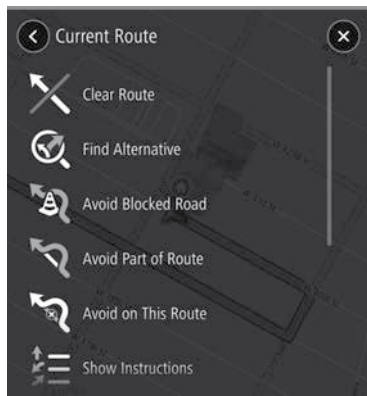 Current Route
Clear Route
Find Alternative
Avoid Blocked Road
Avoid Part of Route
Avoid on This Route
Show Instructions